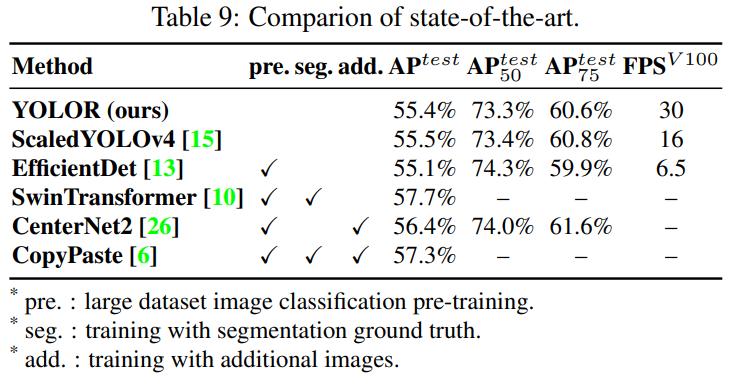 Table 9: Comparion of state-of-the-art.
Method pre. seg. add. AP^test AP_50^test AP_75^test FPS^V100
YOLOR (ours) 55.4% 73.3% 60.6% 30
ScaledYOLOv4 [15] 55.5% 73.4% 60.8% 16
EfficientDet [13] ✓ 55.1% 74.3% 59.9% 6.5
SwinTransformer [10] ✓ ✓ 57.7% – – –
CenterNet2 [26] ✓ ✓ 56.4% 74.0% 61.6% –
CopyPaste [6] ✓ ✓ ✓ 57.3% – – –
* pre. : large dataset image classification pre-training.
* seg. : training with segmentation ground truth.
* add. : training with additional images.